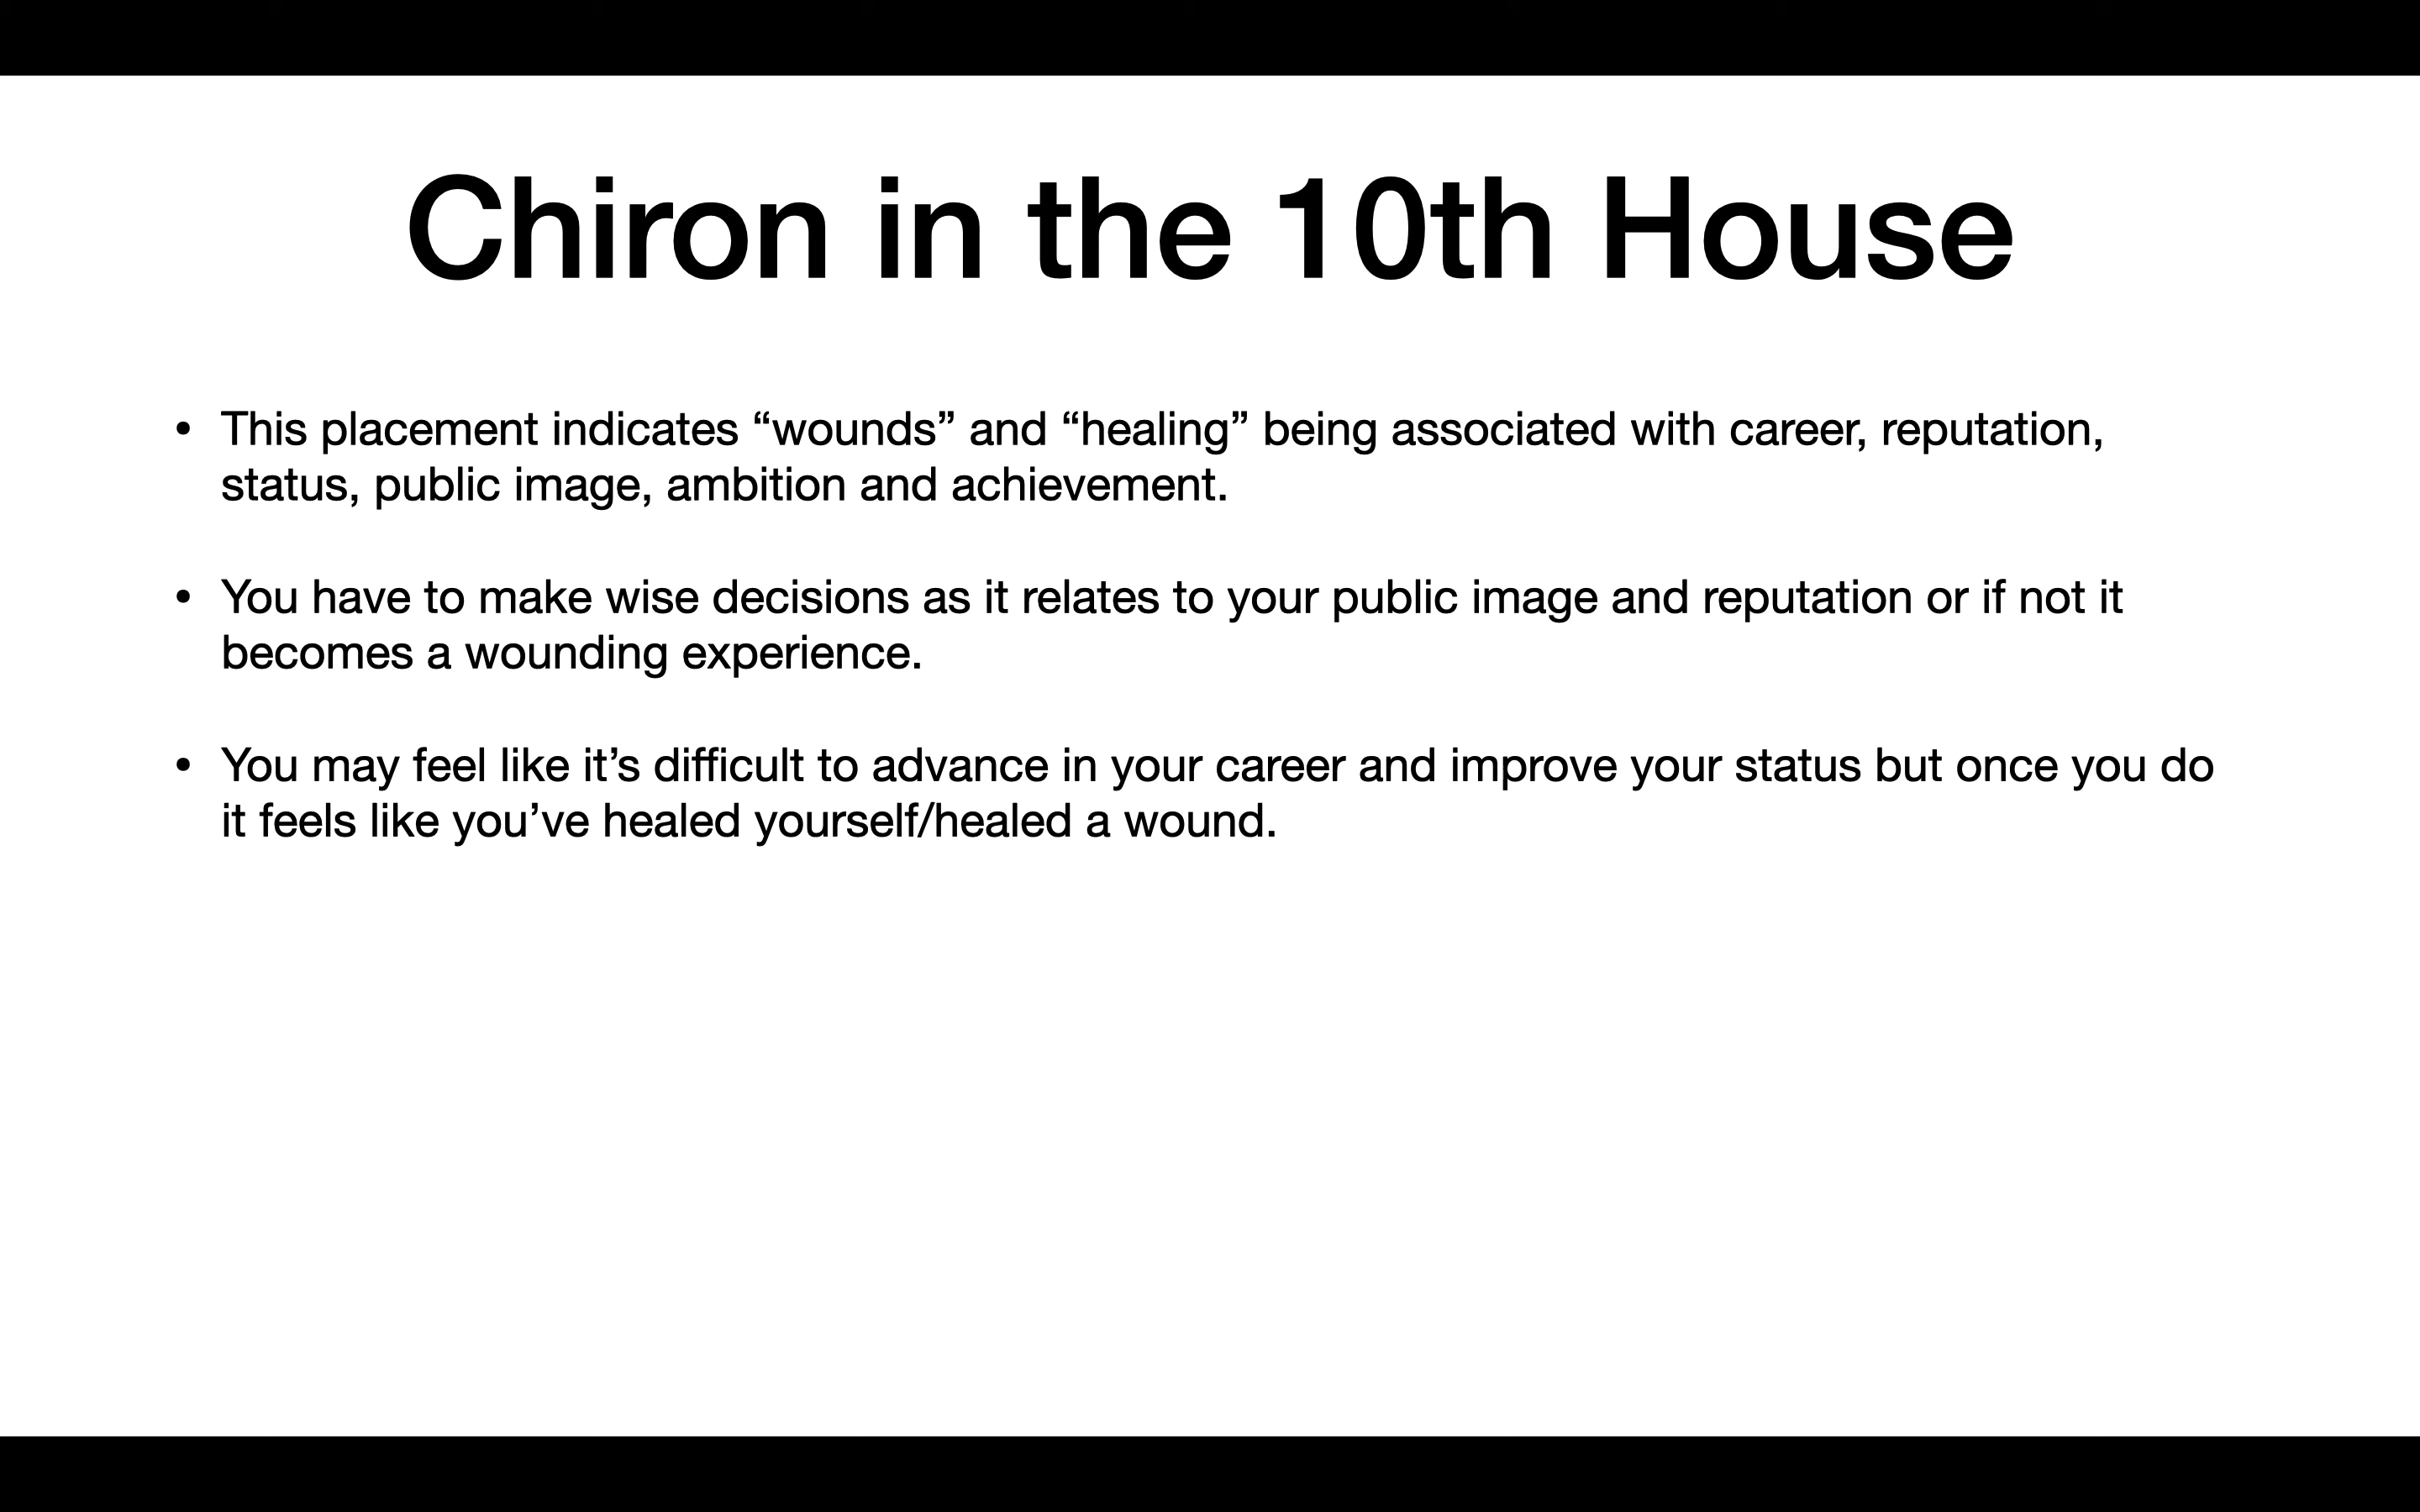 Chiron in the 10th House
• This placement indicates “wounds” and “healing” being associated with career, reputation,
status, public image, ambition and achievement.
• You have to make wise decisions as it relates to your public image and reputation or if not it
becomes a wounding experience.
• You may feel like it’s difficult to advance in your career and improve your status but once you do
it feels like you’ve healed yourself/healed a wound.